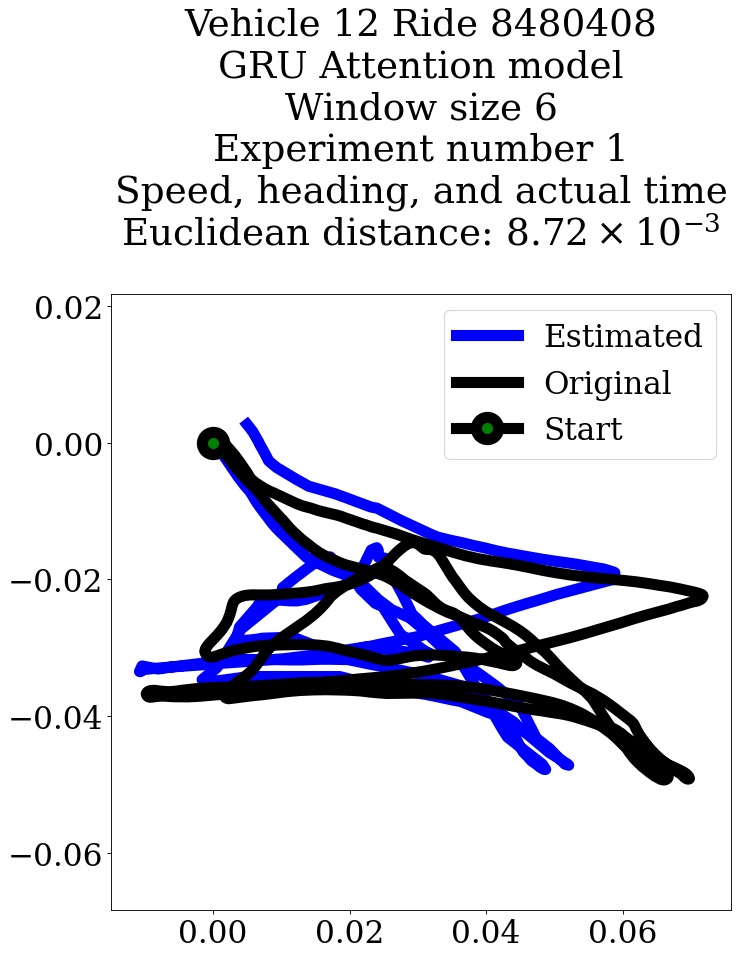 Vehicle 12 Ride 8480408
GRU Attention model
Window size 6
Experiment number 1
Speed, heading, and actual time
Euclidean distance: 8.72 × 10⁻³
0.02
0.00
−0.02
−0.04
−0.06
Estimated
Original
Start
0.00 0.02 0.04 0.06